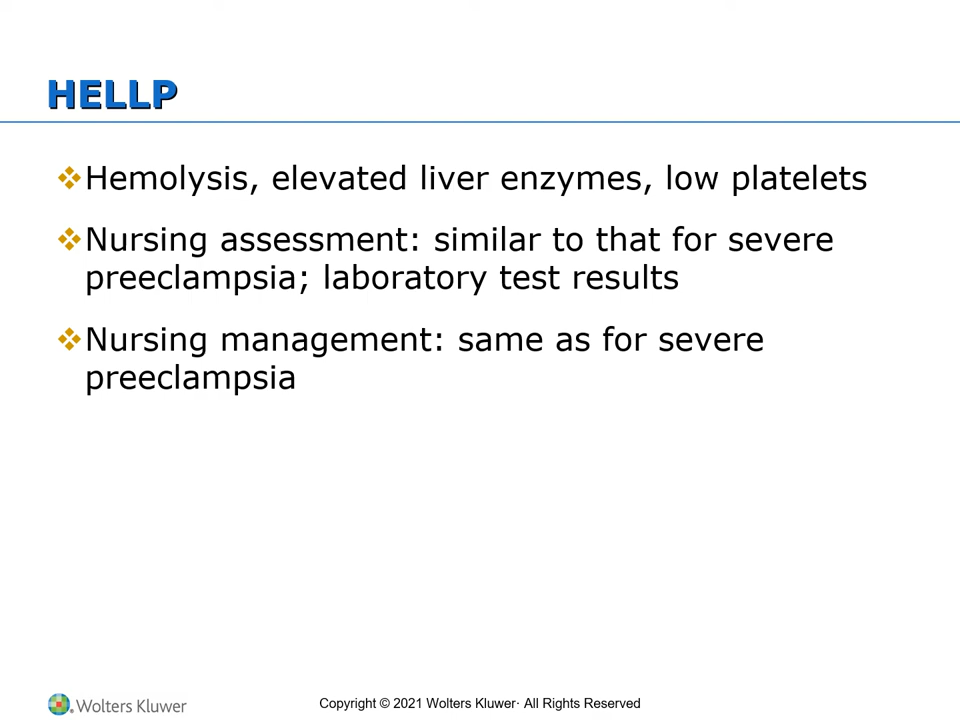 HELLP
❖Hemolysis, elevated liver enzymes, low platelets
❖Nursing assessment: similar to that for severe
preeclampsia; laboratory test results
❖Nursing management: same as for severe
preeclampsia
Wolters Kluwer
Copyright © 2021 Wolters Kluwer· All Rights Reserved